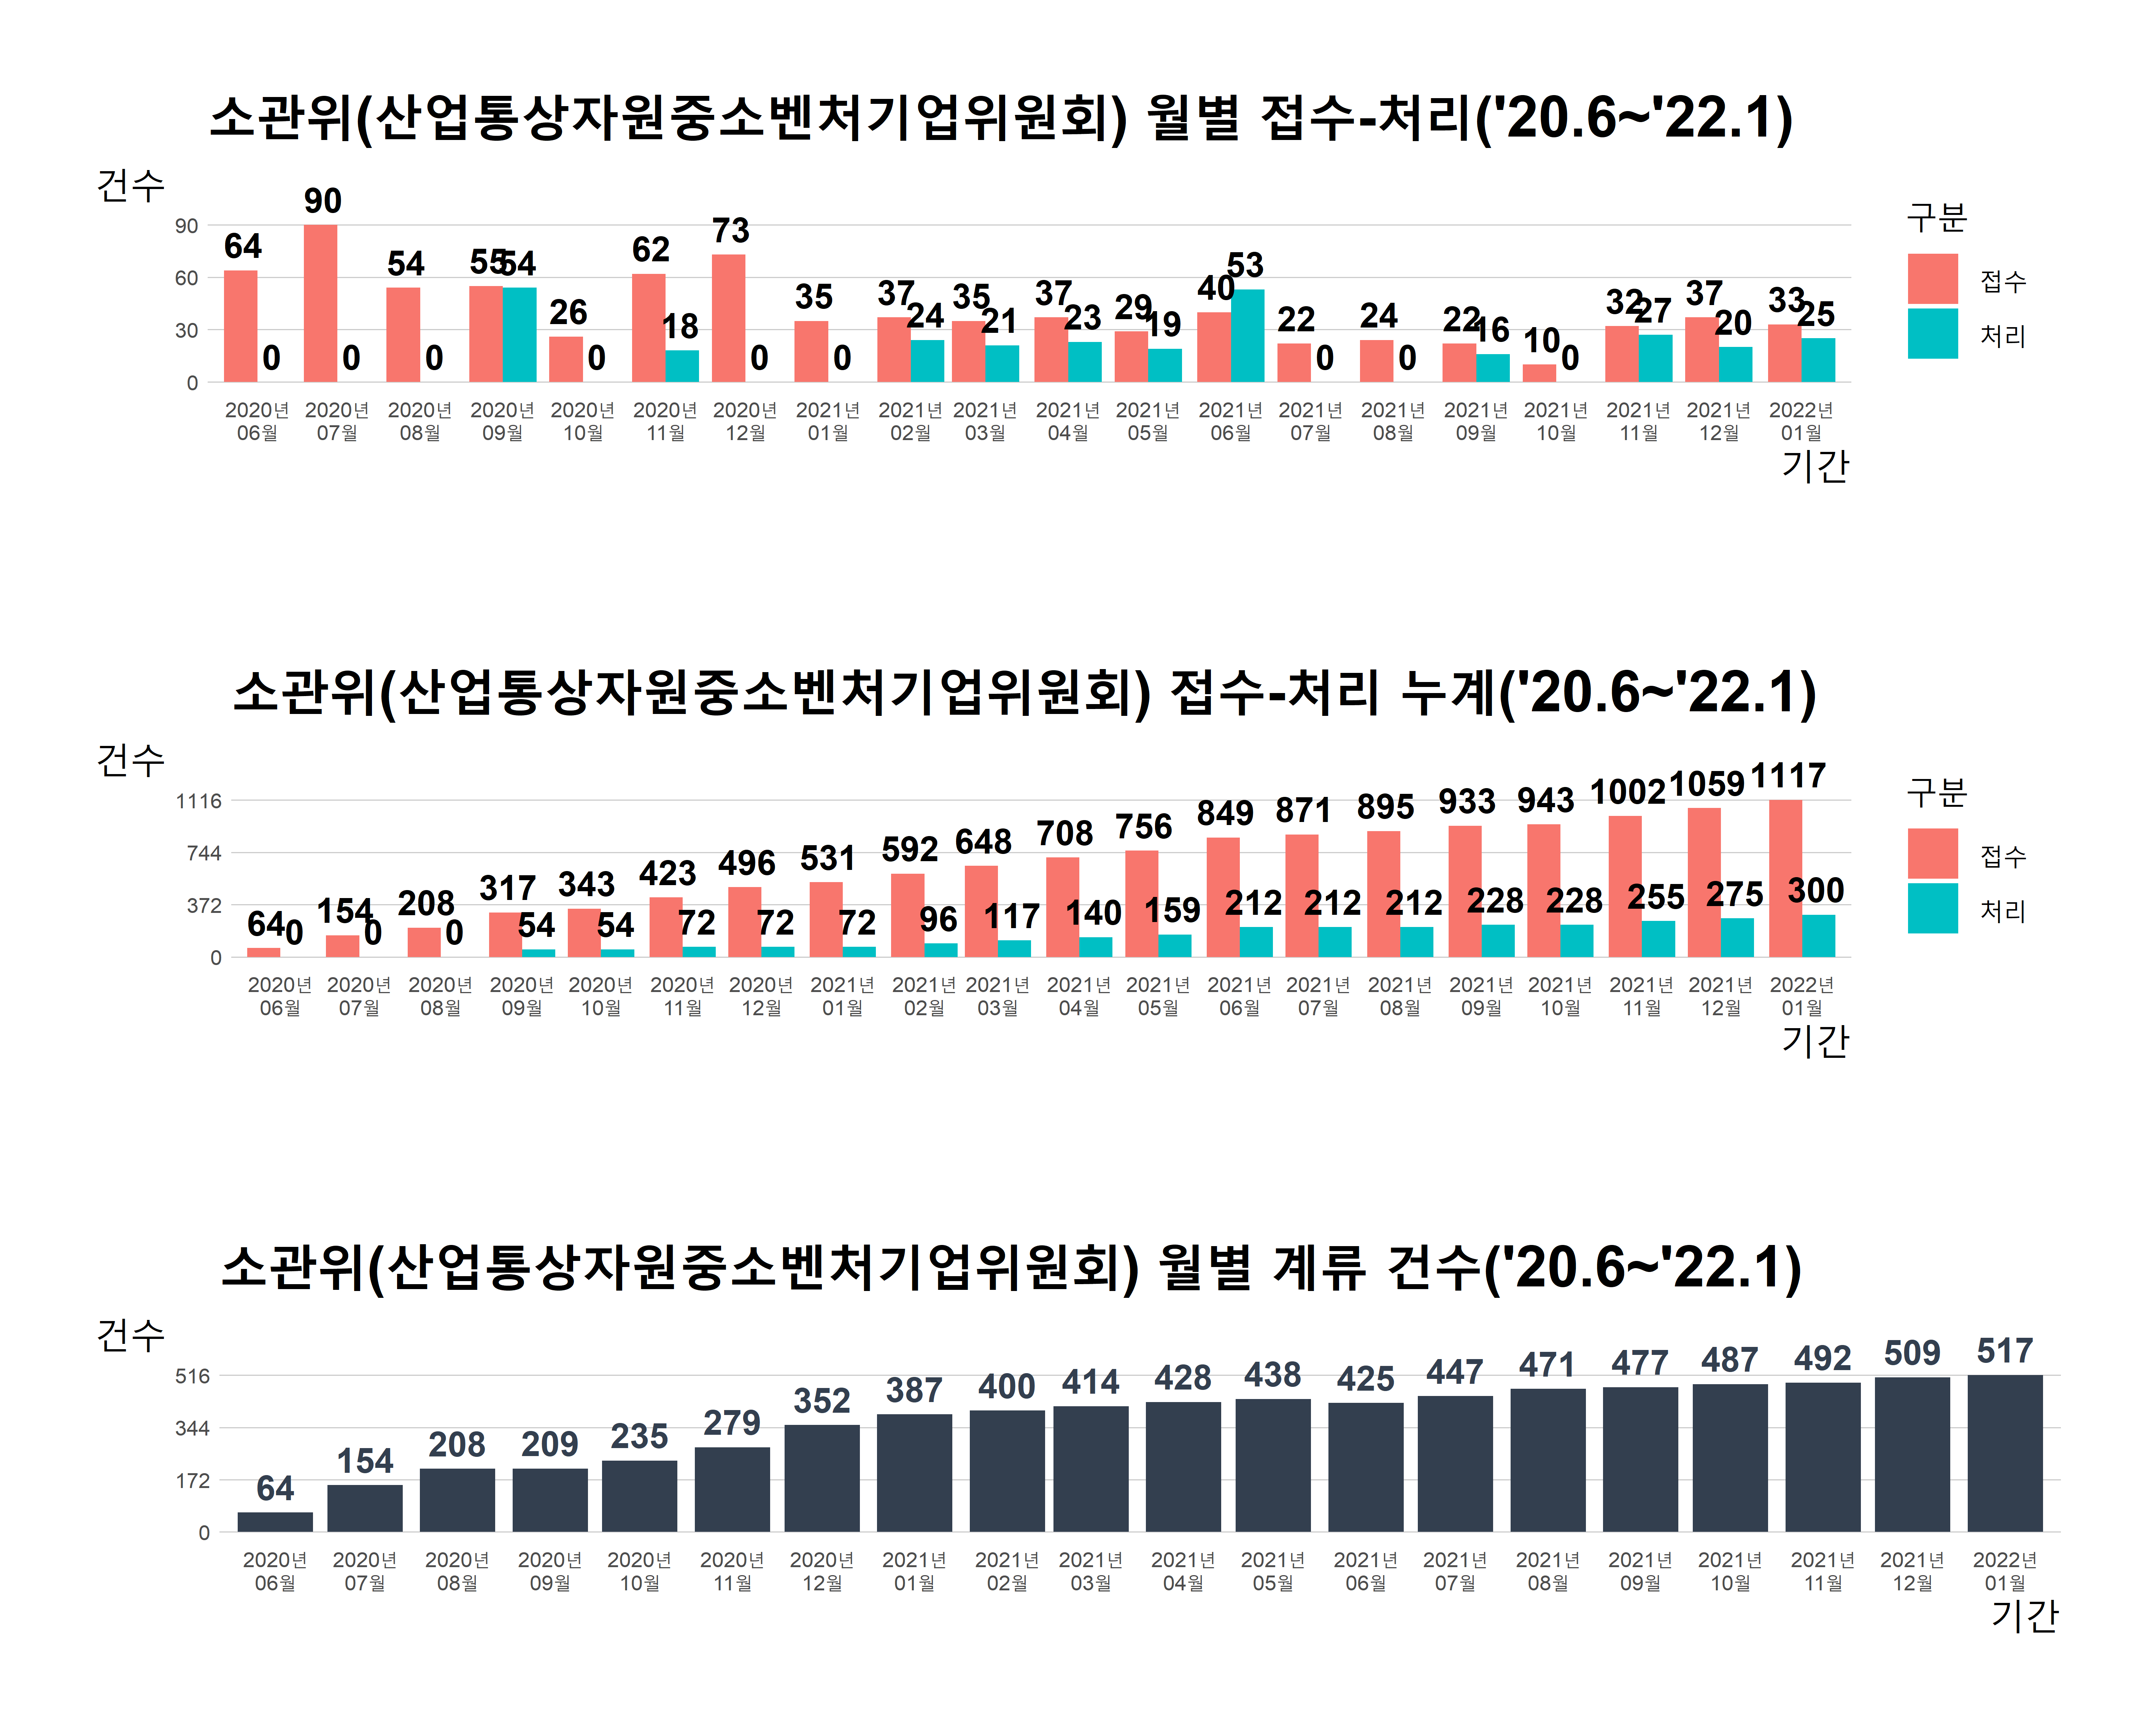 소관위(산업통상자원중소벤처기업위원회) 월별 접수-처리('20.6~'22.1)
건수
90
60
30
0
64 0 90 0 54 0 55 54 26 0 62 18 73 0 35 0 37 24 35 21 37 23 29 19 40 53 22 0 24 0 22 16 10 0 32 27 37 20 33 25
2020년 2020년 2020년 2020년 2020년 2020년 2020년 2021년 2021년 2021년 2021년 2021년 2021년 2021년 2021년 2021년 2021년 2021년 2021년 2022년
06월 07월 08월 09월 10월 11월 12월 01월 02월 03월 04월 05월 06월 07월 08월 09월 10월 11월 12월 01월
기간
구분
접수
처리
소관위(산업통상자원중소벤처기업위원회) 접수-처리 누계('20.6~'22.1)
건수
1116
744
372
0
64 0 154 0 208 0 317 54 343 54 423 72 496 72 531 72 592 96 648 117 708 140 756 159 849 212 871 212 895 212 933 228 943 228 1002 255 1059 275 1117 300
2020년 2020년 2020년 2020년 2020년 2020년 2020년 2021년 2021년 2021년 2021년 2021년 2021년 2021년 2021년 2021년 2021년 2021년 2021년 2022년
06월 07월 08월 09월 10월 11월 12월 01월 02월 03월 04월 05월 06월 07월 08월 09월 10월 11월 12월 01월
기간
구분
접수
처리
소관위(산업통상자원중소벤처기업위원회) 월별 계류 건수('20.6~'22.1)
건수
516
344
172
0
64 154 208 209 235 279 352 387 400 414 428 438 425 447 471 477 487 492 509 517
2020년 2020년 2020년 2020년 2020년 2020년 2020년 2021년 2021년 2021년 2021년 2021년 2021년 2021년 2021년 2021년 2021년 2021년 2021년 2022년
06월 07월 08월 09월 10월 11월 12월 01월 02월 03월 04월 05월 06월 07월 08월 09월 10월 11월 12월 01월
기간